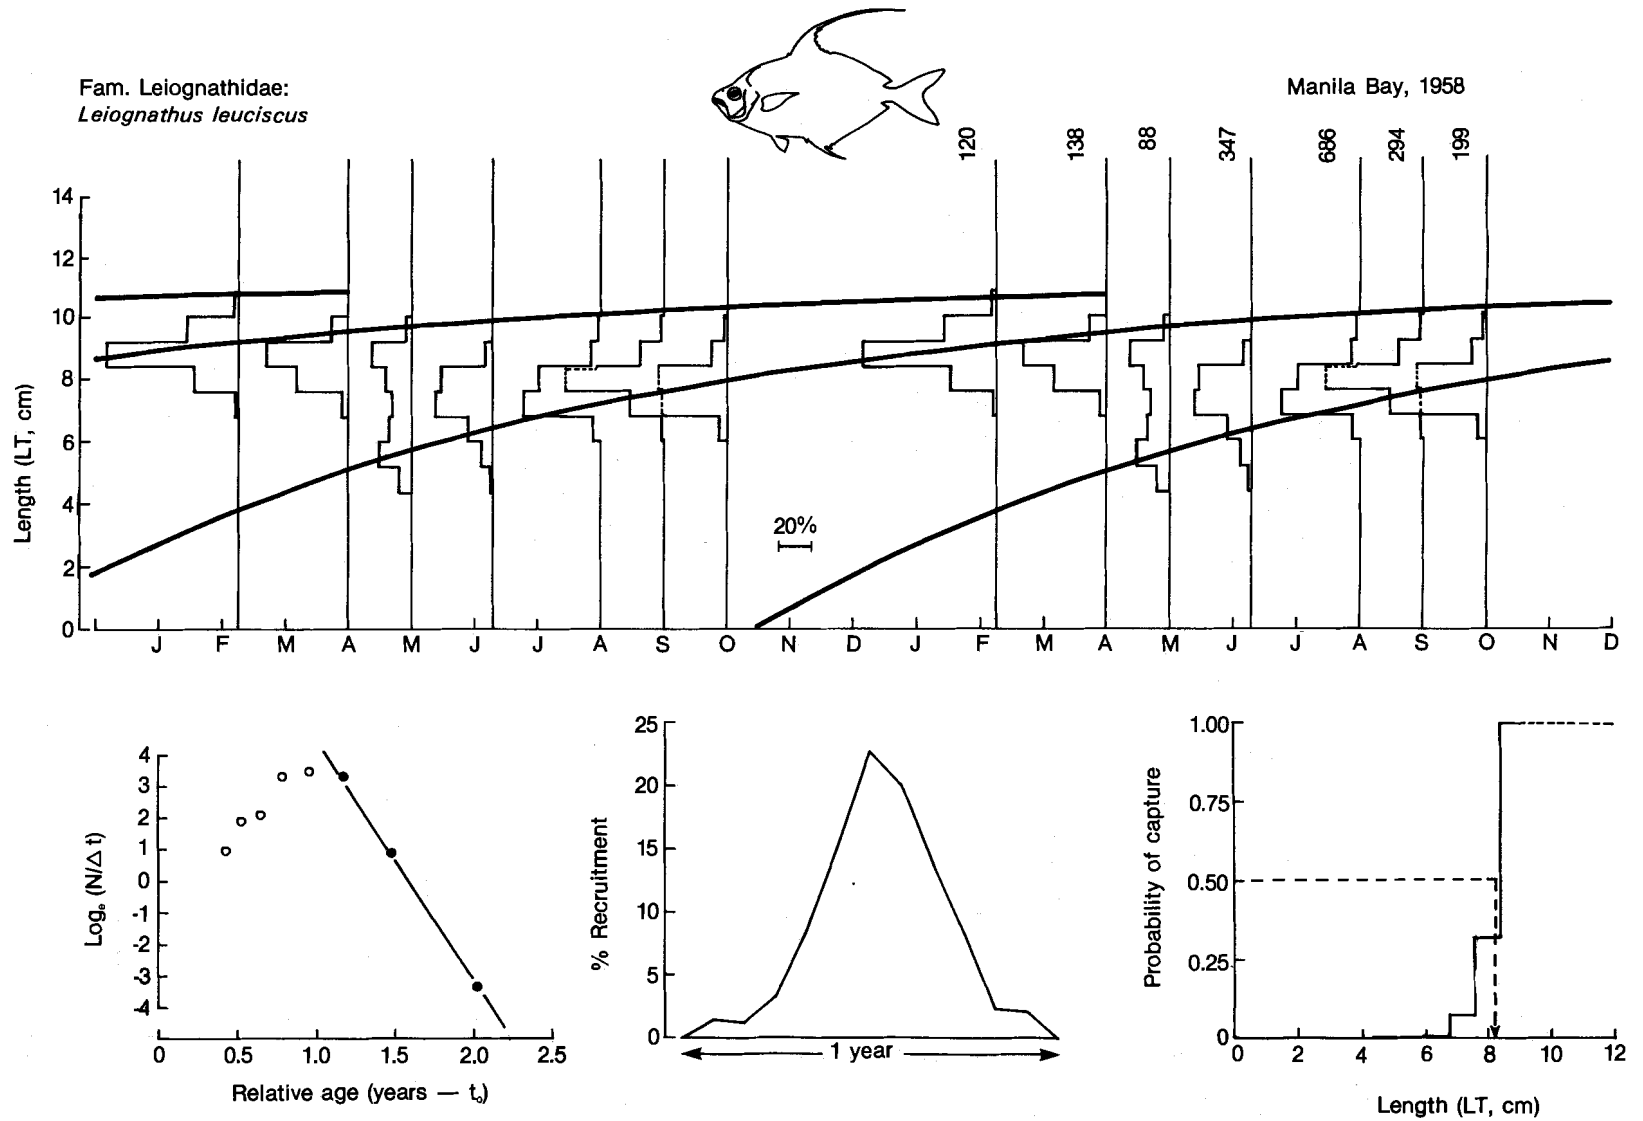 Fam. Leiognathidae:
Leiognathus leuciscus
Manila Bay, 1958
120 138 88 347 686 294 199
14
12
10
8
6
4
2
0
Length (LT, cm)
20%
J F M A M J J A S O N D J F M A M J J A S O N D
4
3
2
1
0
-1
-2
-3
-4
Logₑ (N/Δ t)
0 0.5 1.0 1.5 2.0 2.5
Relative age (years — t₀)
25
20
15
10
5
0
% Recruitment
1 year
1.00
0.75
0.50
0.25
0
Probability of capture
0 2 4 6 8 10 12
Length (LT, cm)